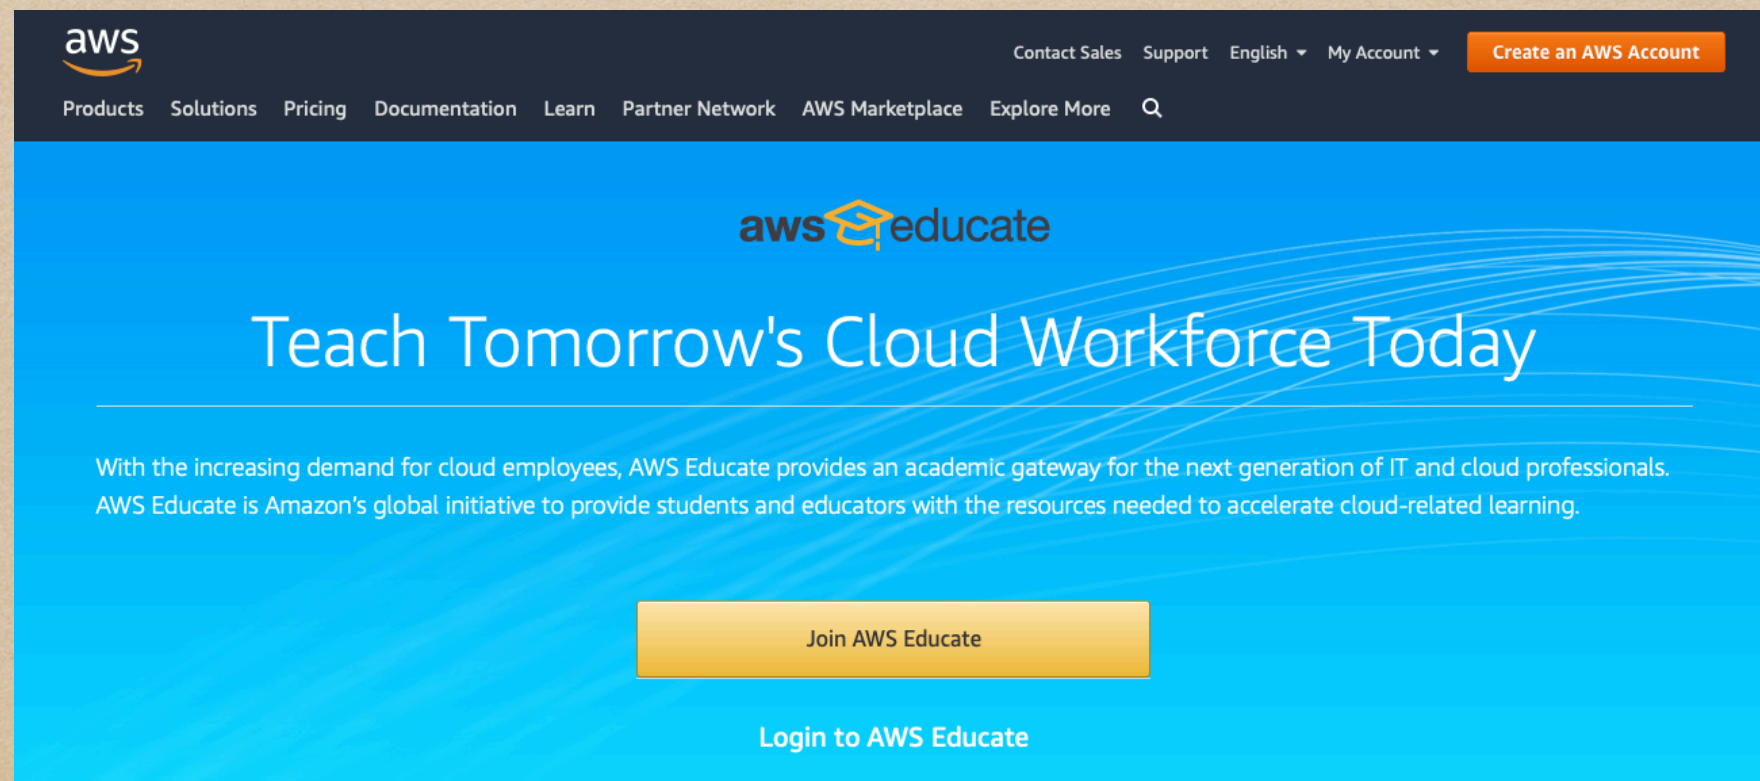 aws
Contact Sales Support English My Account Create an AWS Account
Products Solutions Pricing Documentation Learn Partner Network AWS Marketplace Explore More
aws educate
Teach Tomorrow's Cloud Workforce Today
With the increasing demand for cloud employees, AWS Educate provides an academic gateway for the next generation of IT and cloud professionals.
AWS Educate is Amazon’s global initiative to provide students and educators with the resources needed to accelerate cloud-related learning.
Join AWS Educate
Login to AWS Educate